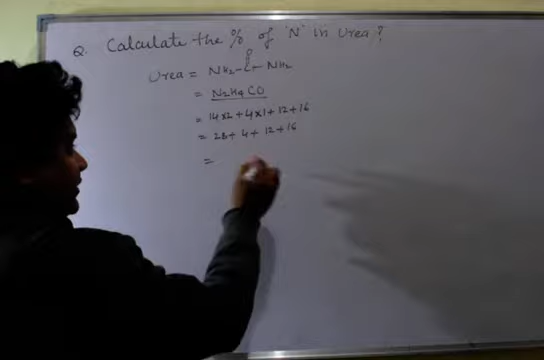 Q. Calculate the % of 'N' in Urea?
O
Urea = NH2-C-NH2
= N2H4CO
= 14×2 + 4×1 + 12 + 16
= 28 + 4 + 12 + 16
=